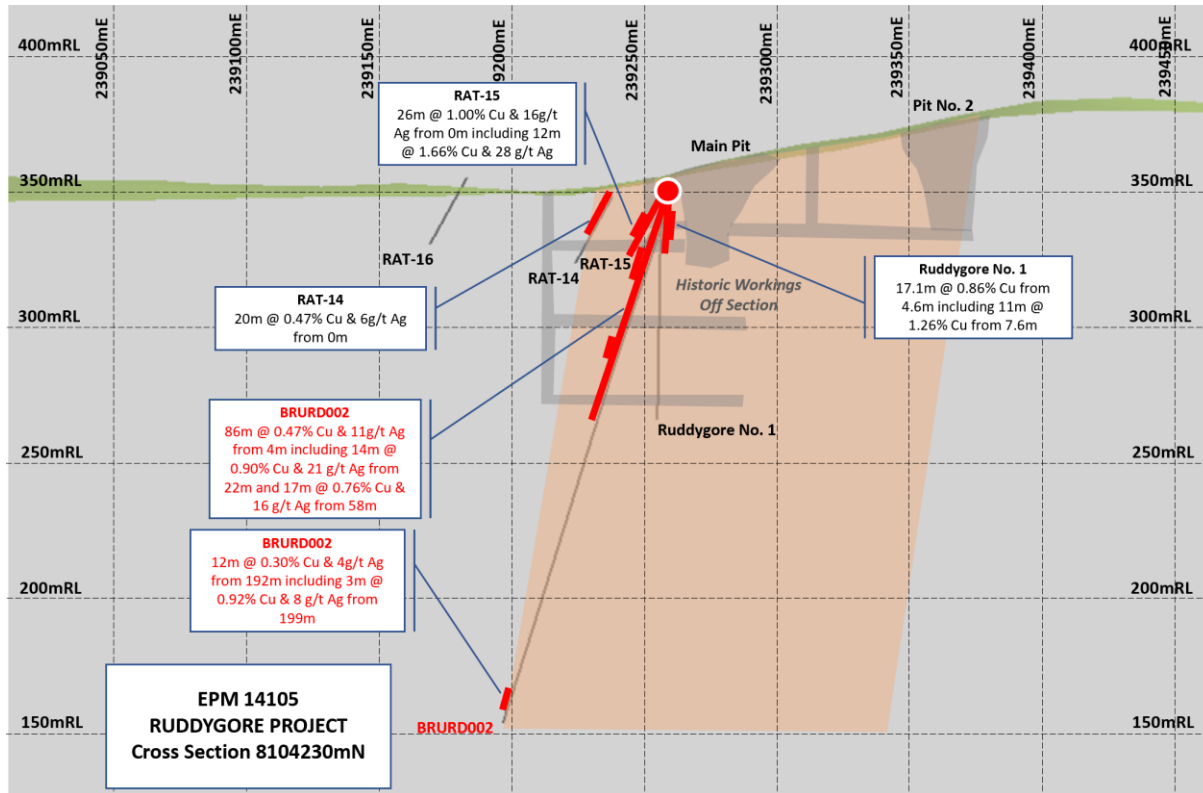 400mRL
239050mE
239100mE
239150mE
239200mE
239250mE
239300mE
239350mE
239400mE
239450mE
400mRL
RAT-15
26m @ 1.00% Cu & 16g/t
Ag from 0m including 12m
@ 1.66% Cu & 28 g/t Ag
Pit No. 2
Main Pit
350mRL
350mRL
RAT-16
RAT-14
RAT-15
Historic Workings
Off Section
Ruddygore No. 1
17.1m @ 0.86% Cu from
4.6m including 11m @
1.26% Cu from 7.6m
RAT-14
20m @ 0.47% Cu & 6g/t Ag
from 0m
300mRL
300mRL
BRURD002
86m @ 0.47% Cu & 11g/t Ag
from 4m including 14m @
0.90% Cu & 21 g/t Ag from
22m and 17m @ 0.76% Cu &
16 g/t Ag from 58m
Ruddygore No. 1
250mRL
250mRL
BRURD002
12m @ 0.30% Cu & 4g/t Ag
from 192m including 3m @
0.92% Cu & 8 g/t Ag from
199m
200mRL
200mRL
EPM 14105
RUDDYGORE PROJECT
Cross Section 8104230mN
BRURD002
150mRL
150mRL